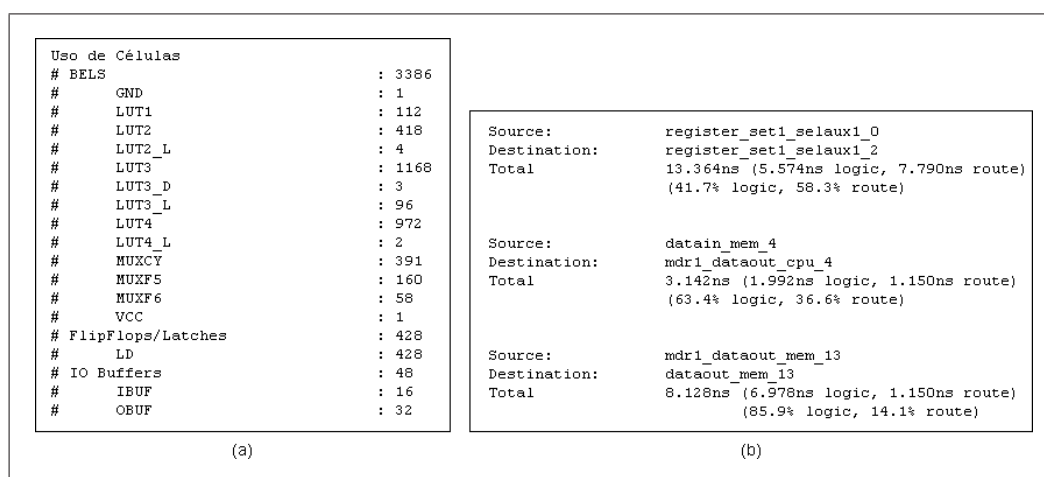 Uso de Células
# BELS : 3386
# GND : 1
# LUT1 : 112
# LUT2 : 418
# LUT2_L : 4
# LUT3 : 1168
# LUT3_D : 3
# LUT3_L : 96
# LUT4 : 972
# LUT4_L : 2
# MUXCY : 391
# MUXF5 : 160
# MUXF6 : 58
# VCC : 1
# FlipFlops/Latches : 428
# LD : 428
# IO Buffers : 48
# IBUF : 16
# OBUF : 32
(a)
Source: register_set1_selaux1_0
Destination: register_set1_selaux1_2
Total 13.364ns (5.574ns logic, 7.790ns route)
(41.7% logic, 58.3% route)
Source: datain_mem_4
Destination: mdr1_dataout_cpu_4
Total 3.142ns (1.992ns logic, 1.150ns route)
(63.4% logic, 36.6% route)
Source: mdr1_dataout_mem_13
Destination: dataout_mem_13
Total 8.128ns (6.978ns logic, 1.150ns route)
(85.9% logic, 14.1% route)
(b)